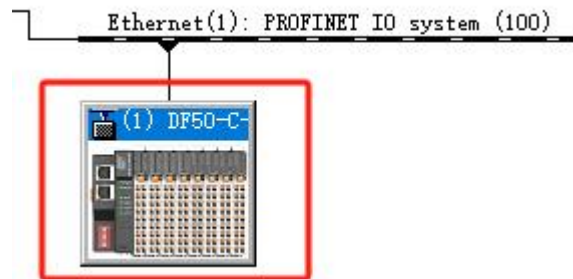 Ethernet(1): PROFINET IO system (100)
(1) DF50-C-